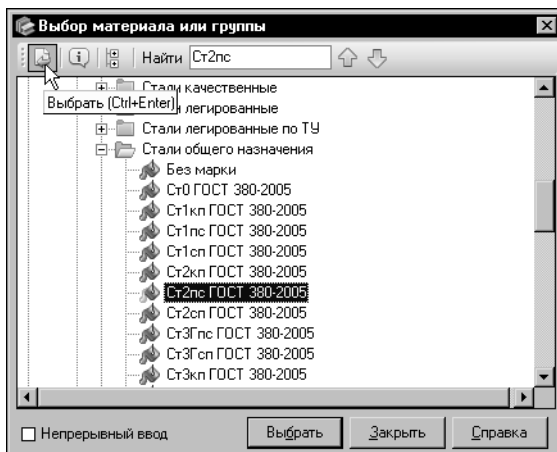 Выбор материала или группы
Найти Ст2пс
Стали качественные
Выбрать (Ctrl+Enter) легированные
Стали легированные по ТУ
Стали общего назначения
Без марки
Ст0 ГОСТ 380-2005
Ст1кп ГОСТ 380-2005
Ст1пс ГОСТ 380-2005
Ст1сп ГОСТ 380-2005
Ст2кп ГОСТ 380-2005
Ст2пс ГОСТ 380-2005
Ст2сп ГОСТ 380-2005
Ст3Гпс ГОСТ 380-2005
Ст3Гсп ГОСТ 380-2005
Ст3кп ГОСТ 380-2005
Непрерывный ввод Выбрать Закрыть Справка